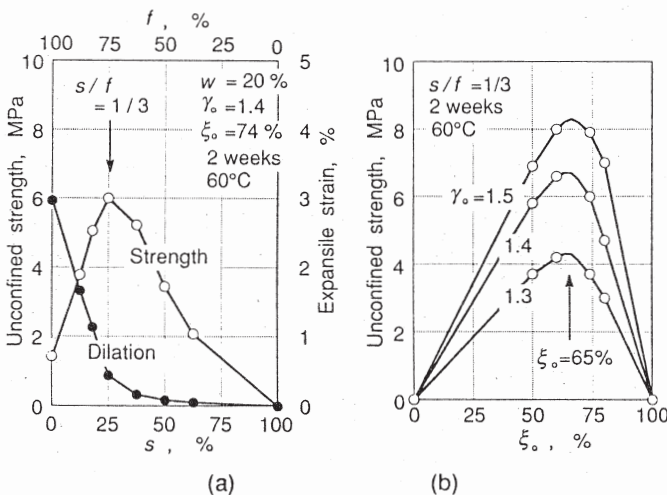 f , %
100 75 50 25 0
10
8
6
4
2
0
Unconfined strength, MPa
s/f
= 1/3
w = 20 %
γₒ=1.4
ξₒ=74 %
2 weeks
60°C
Strength
Dilation
5
4
3
2
1
0
Expansile strain, %
0 25 50 75 100
s , %
(a)
10
8
6
4
2
0
Unconfined strength, MPa
s/f =1/3
2 weeks
60°C
γₒ=1.5
1.4
1.3
ξₒ=65%
0 50 75 100
ξₒ , %
(b)